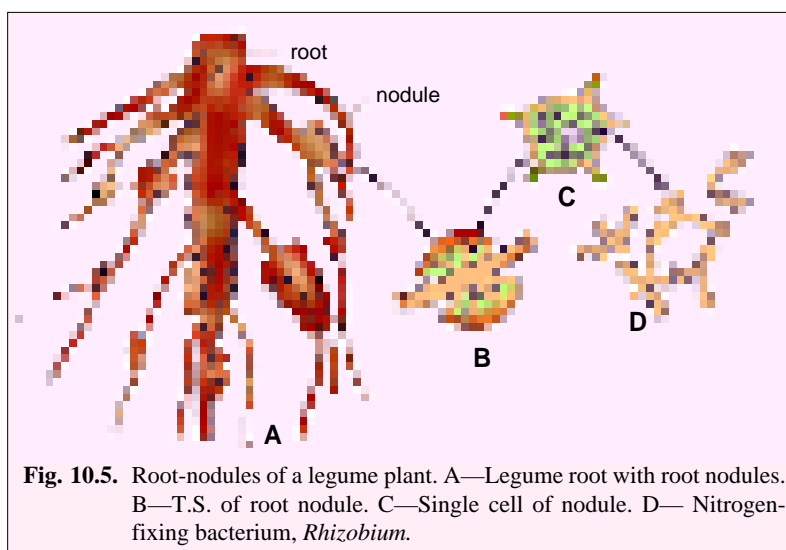 root
nodule
C
D
B
A
Fig. 10.5. Root-nodules of a legume plant. A—Legume root with root nodules.
B—T.S. of root nodule. C—Single cell of nodule. D— Nitrogen-
fixing bacterium, Rhizobium.